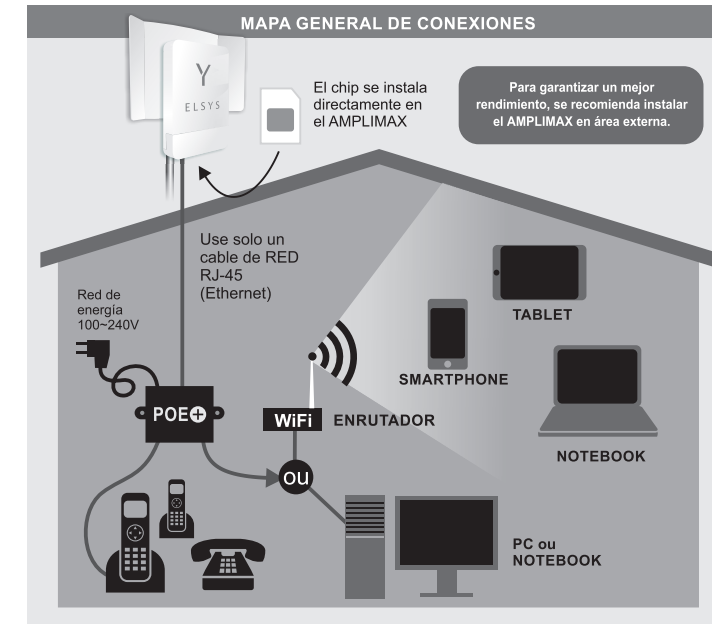 MAPA GENERAL DE CONEXIONES
Y
ELSYS
El chip se instala
directamente en
el AMPLIMAX
Para garantizar un mejor
rendimiento, se recomienda instalar
el AMPLIMAX en área externa.
Use solo un
cable de RED
RJ-45
(Ethernet)
Red de
energía
100~240V
TABLET
SMARTPHONE
POE+
WiFi ENRUTADOR
NOTEBOOK
ou
PC ou
NOTEBOOK